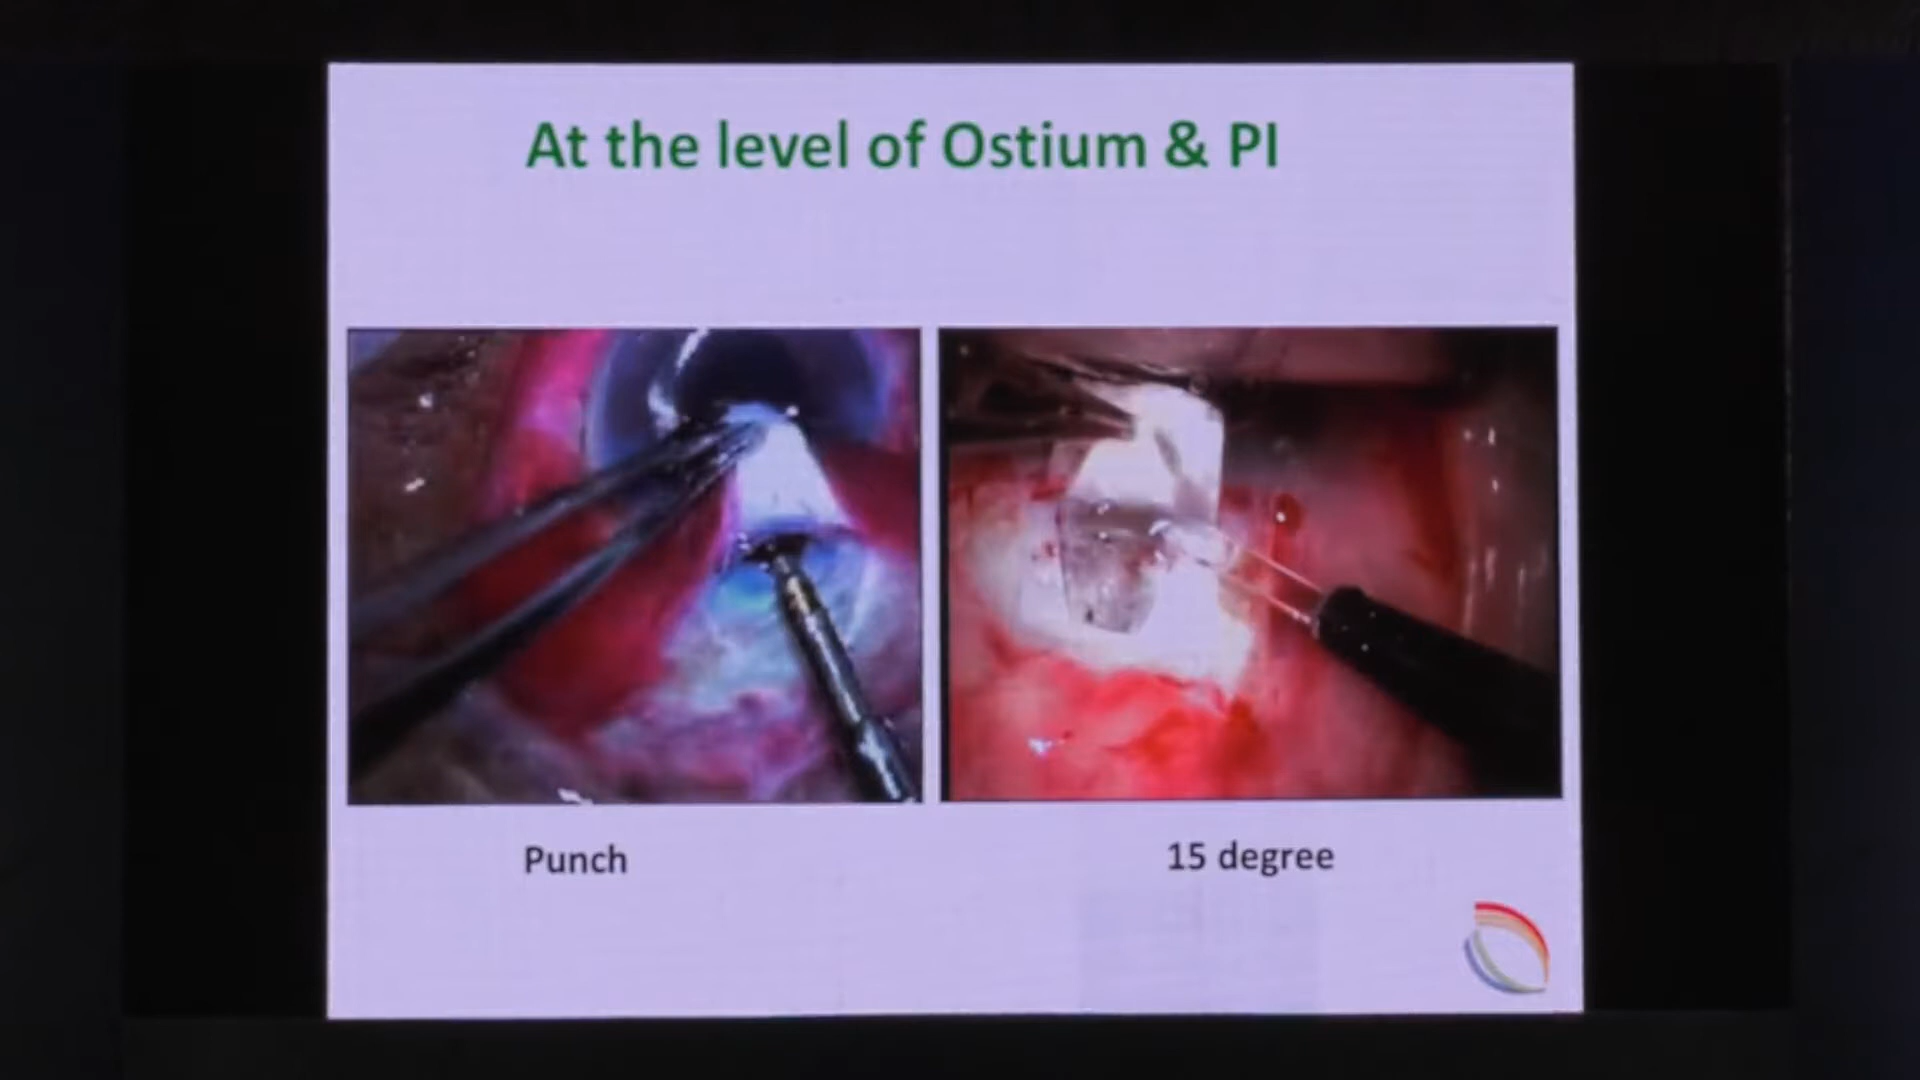 At the level of Ostium & PI
Punch
15 degree